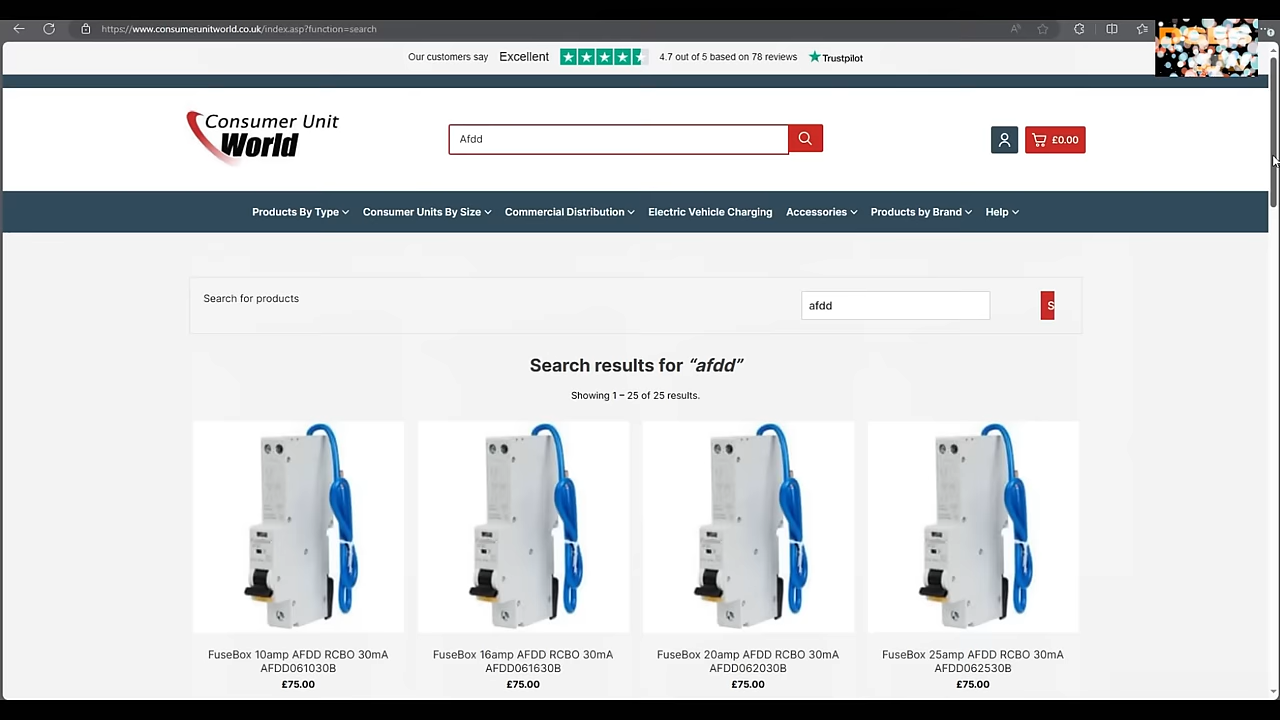 https://www.consumerunitworld.co.uk/index.asp?function=search
Our customers say Excellent 4.7 out of 5 based on 78 reviews Trustpilot
Consumer Unit
World
Afdd
£0.00
Products By Type Consumer Units By Size Commercial Distribution Electric Vehicle Charging Accessories Products by Brand Help
Search for products afdd S
Search results for “afdd”
Showing 1 – 25 of 25 results.
FuseBox 10amp AFDD RCBO 30mA
AFDD061030B
£75.00
FuseBox 16amp AFDD RCBO 30mA
AFDD061630B
£75.00
FuseBox 20amp AFDD RCBO 30mA
AFDD062030B
£75.00
FuseBox 25amp AFDD RCBO 30mA
AFDD062530B
£75.00